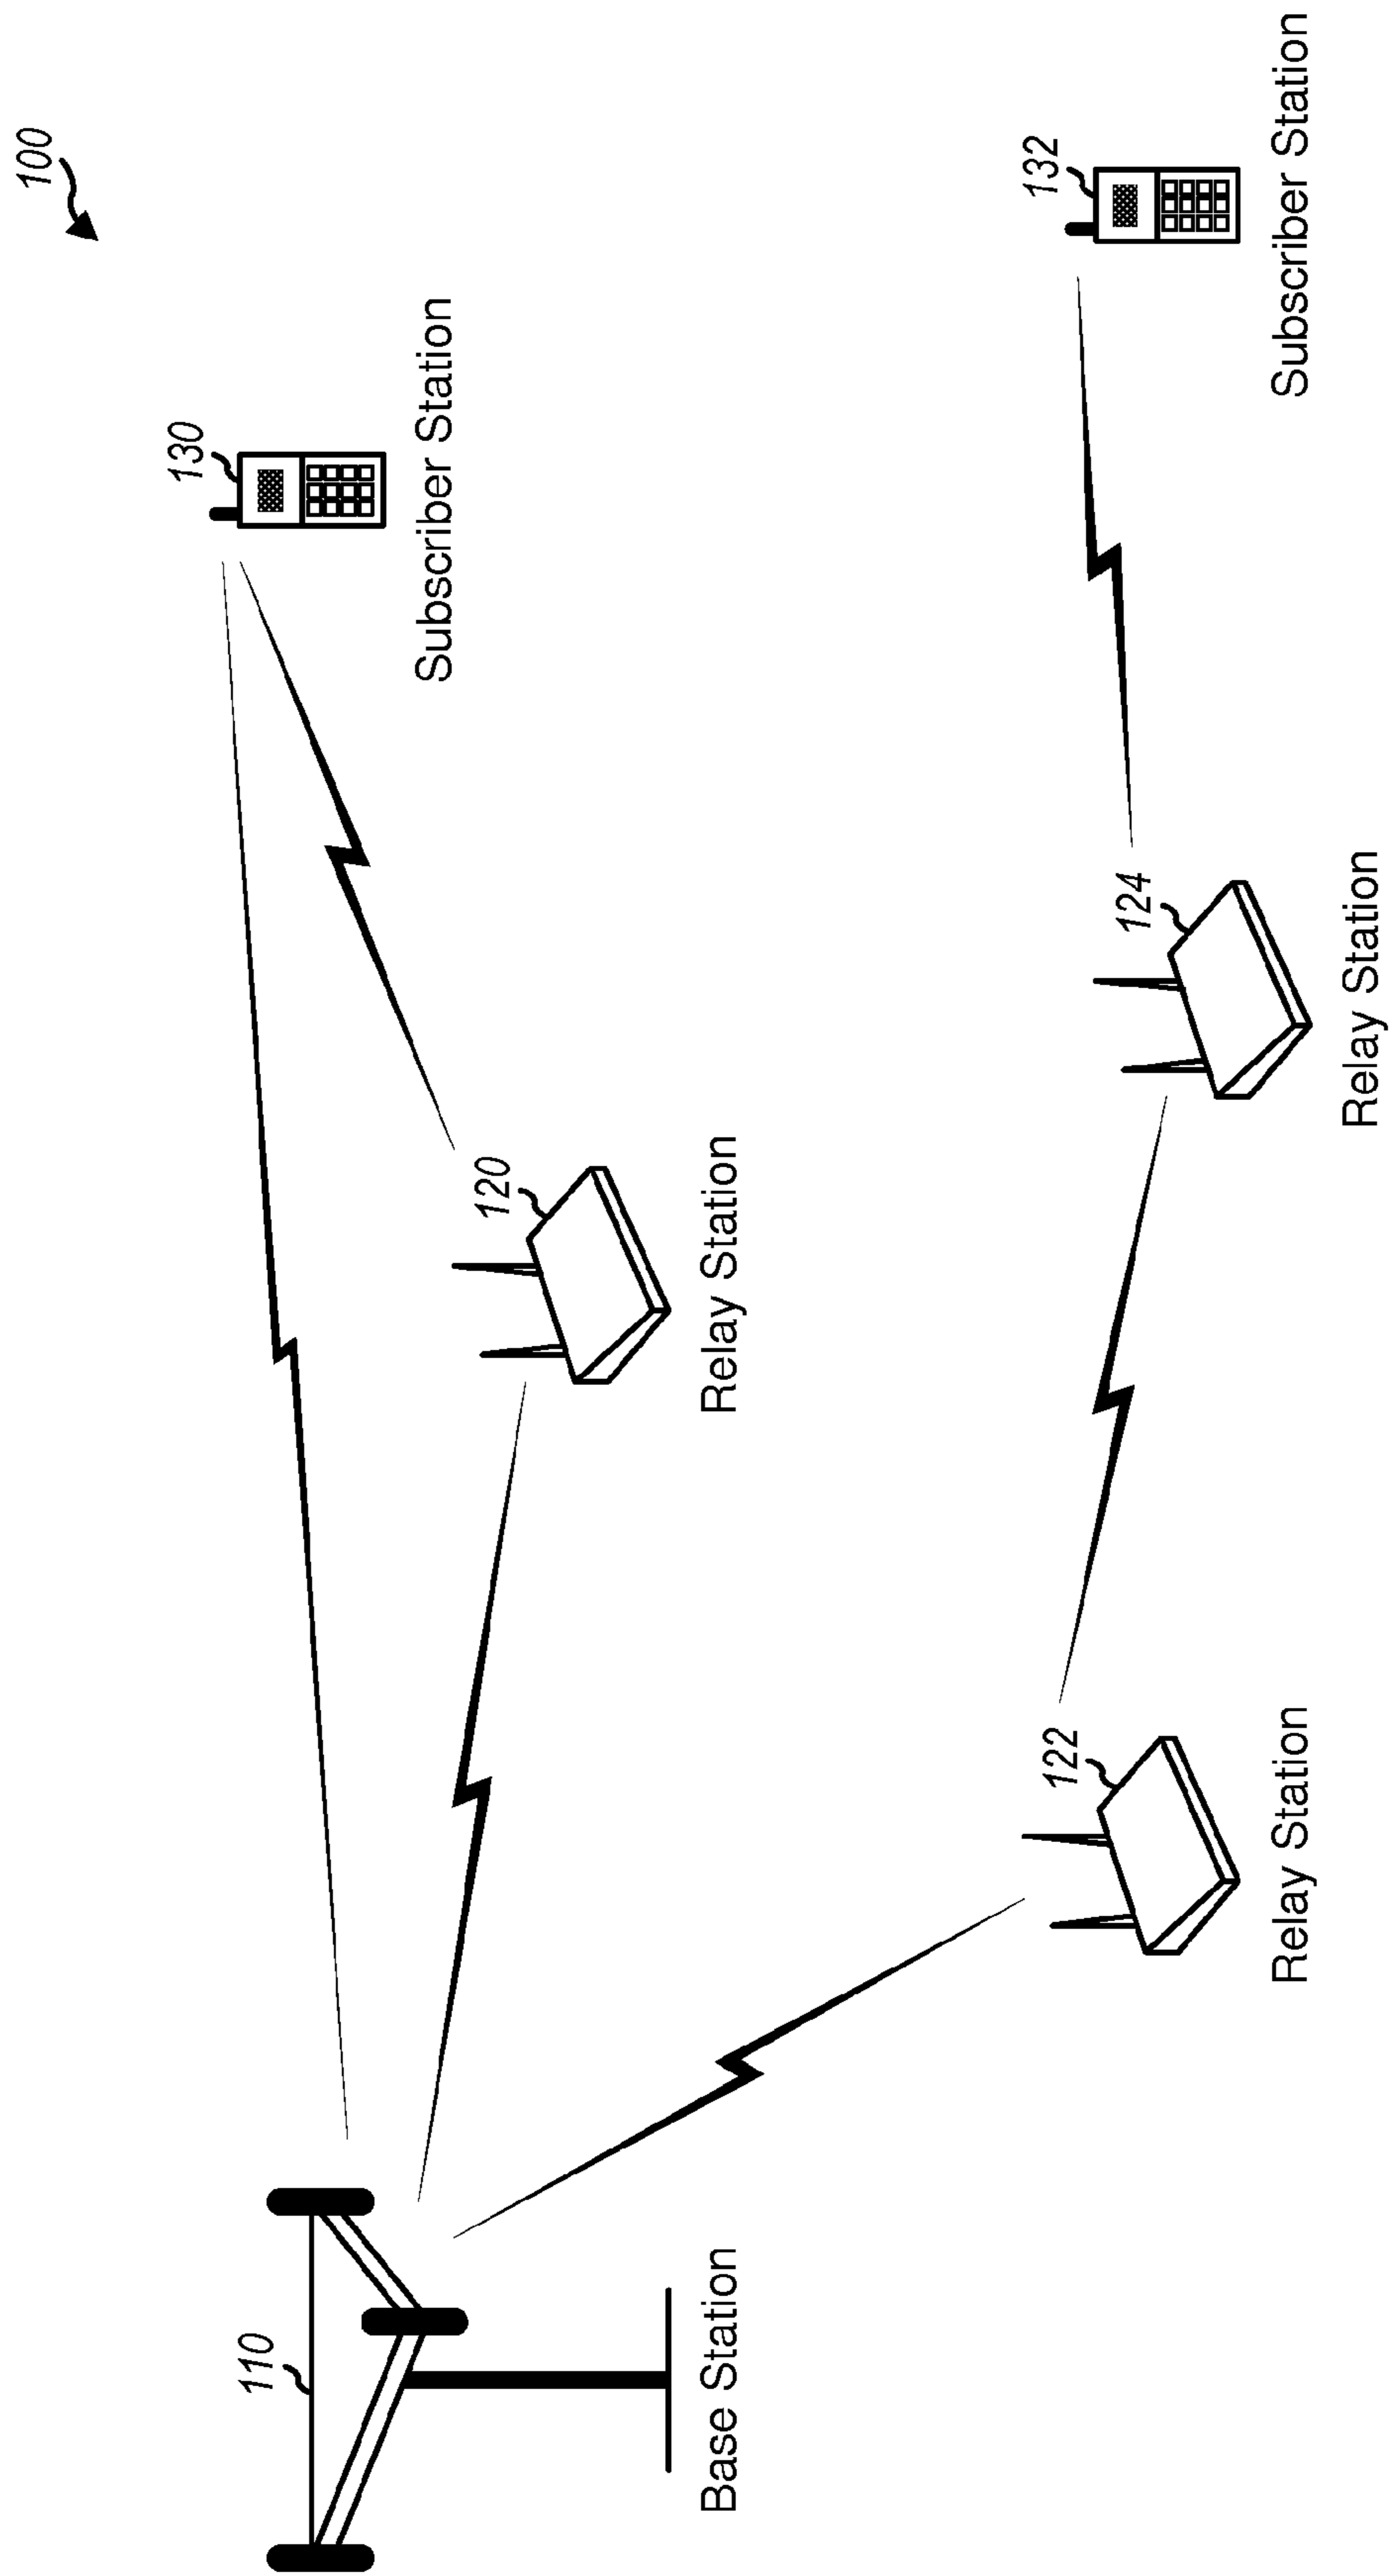 100
130
Subscriber Station
110
120
Base Station
Relay Station
132
124
122
Subscriber Station
Relay Station
Relay Station